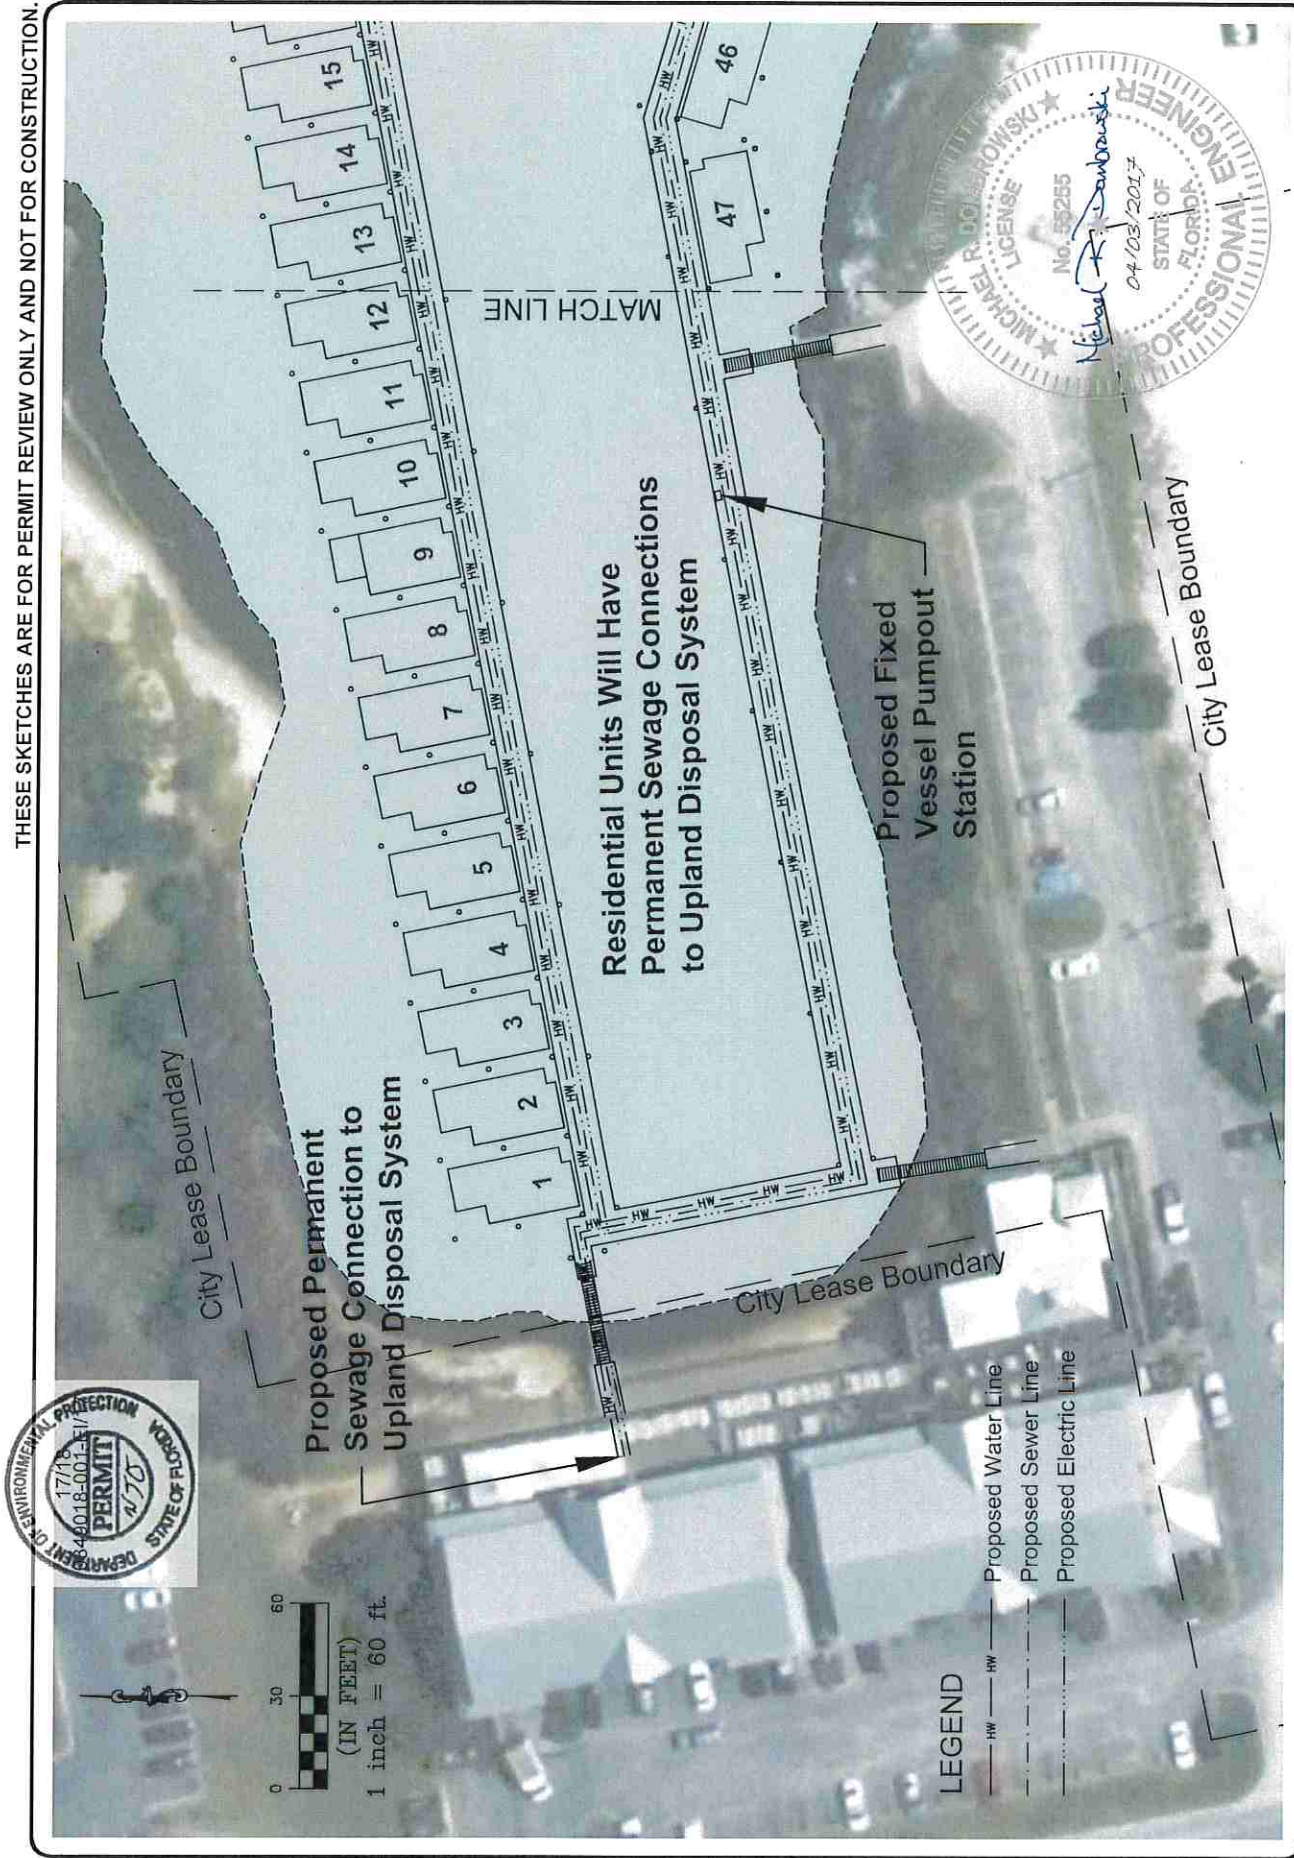 THESE SKETCHES ARE FOR PERMIT REVIEW ONLY AND NOT FOR CONSTRUCTION.
DEPARTMENT OF ENVIRONMENTAL PROTECTION
17/18
PERMIT
NJO
STATE OF FLORIDA
0 30 60
(IN FEET)
1 inch = 60 ft.
City Lease Boundary
Proposed Permanent
Sewage Connection to
Upland Disposal System
1
2
3
4
5
6
7
8
9
10
11
12
13
14
15
46
47
MATCH LINE
Residential Units Will Have
Permanent Sewage Connections
to Upland Disposal System
Proposed Fixed
Vessel Pumpout
Station
City Lease Boundary
City Lease Boundary
LEGEND
HW HW Proposed Water Line
Proposed Sewer Line
Proposed Electric Line
LICENSE
No. 55255
Michael R. Dombrowski
04/03/2017
STATE OF
FLORIDA
PROFESSIONAL ENGINEER